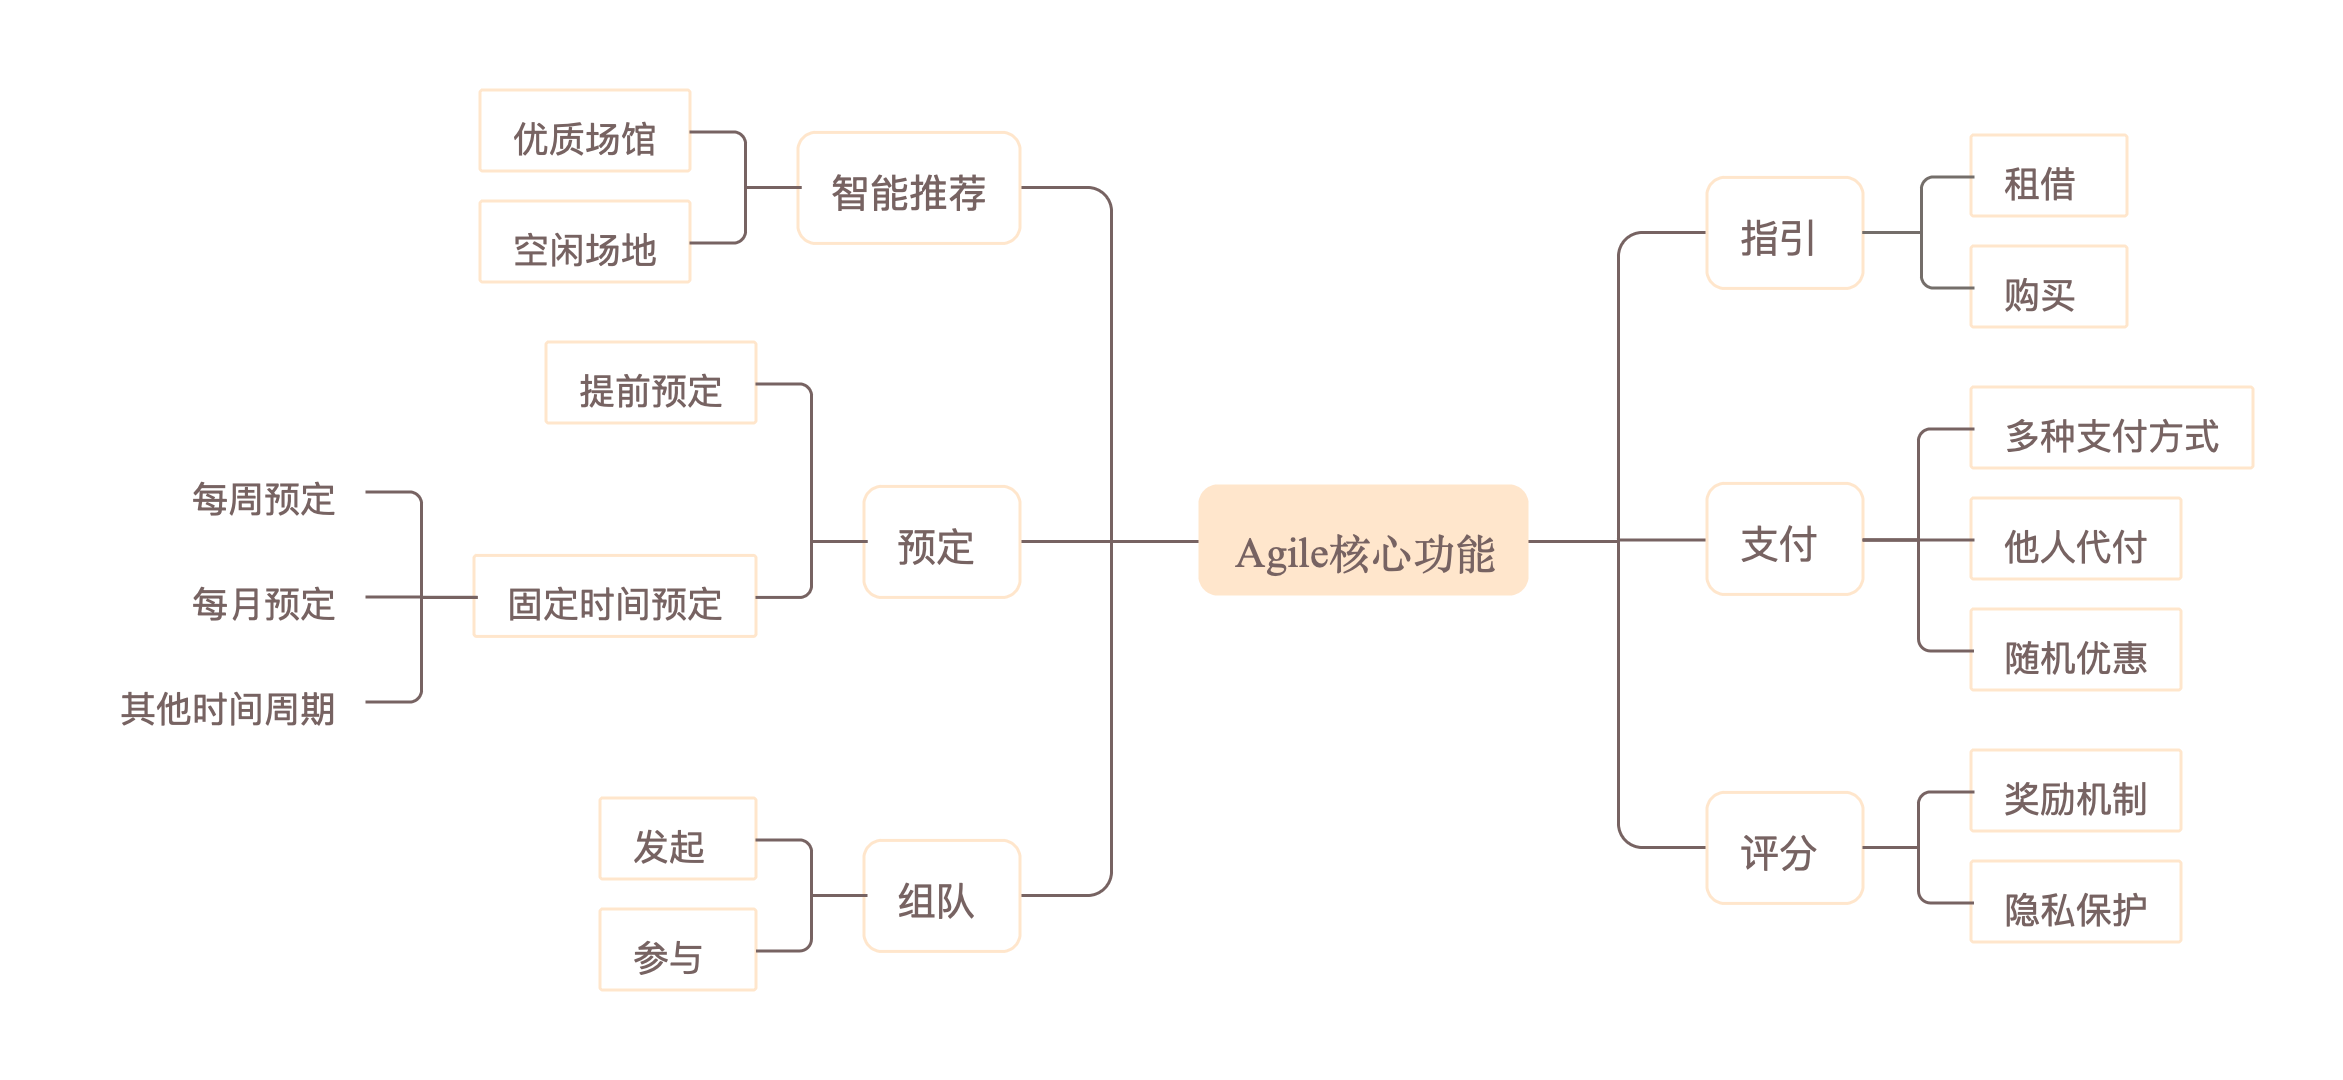 Agile核心功能
智能推荐
优质场馆
空闲场地
预定
提前预定
固定时间预定
每周预定
每月预定
其他时间周期
组队
发起
参与
指引
租借
购买
支付
多种支付方式
他人代付
随机优惠
评分
奖励机制
隐私保护